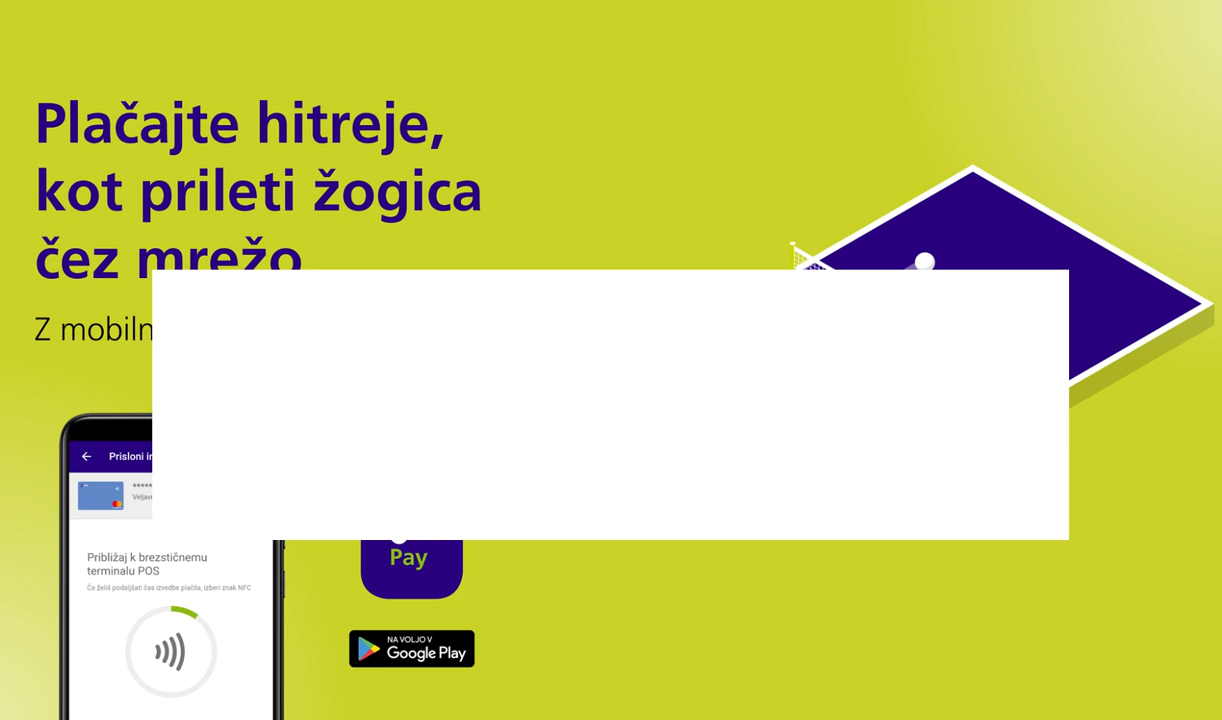 Plačajte hitreje,
kot prileti žogica
čez mrežo
Z
Prisloni
Približaj k brezstičnemu
terminalu POS
Če želiš podaljšati čas izvedbe plačila, izberi znak NFC
Pay
NA VOLJO V
Google Play